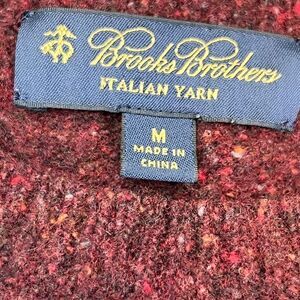 Brooks Brothers
ITALIAN YARN
M
MADE IN
CHINA